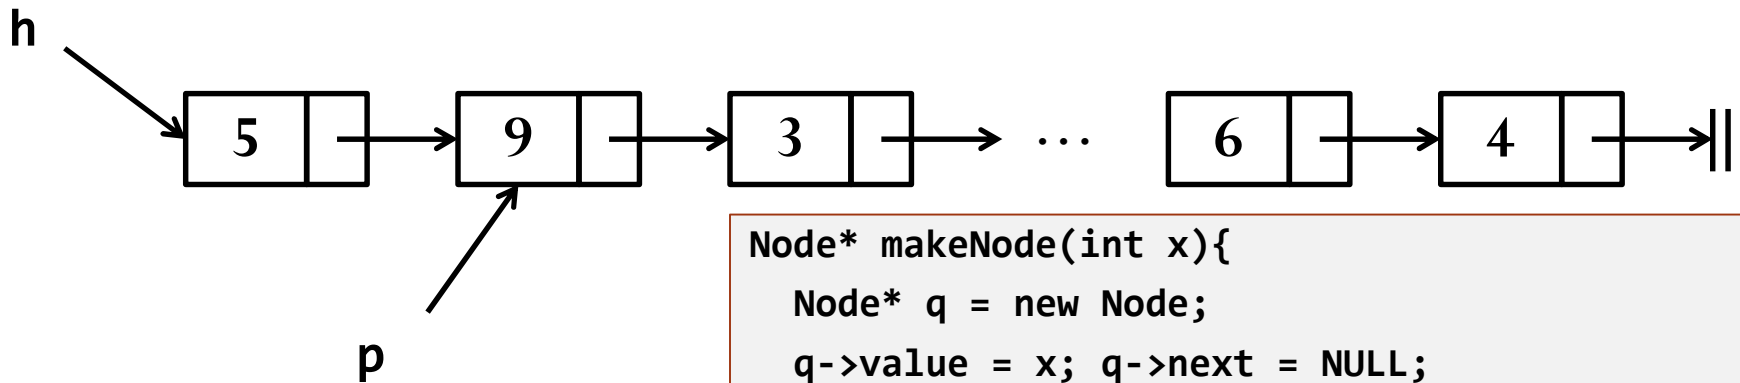 h
5 9 3 ... 6 4
p
Node* makeNode(int x){
Node* q = new Node;
q->value = x; q->next = NULL;